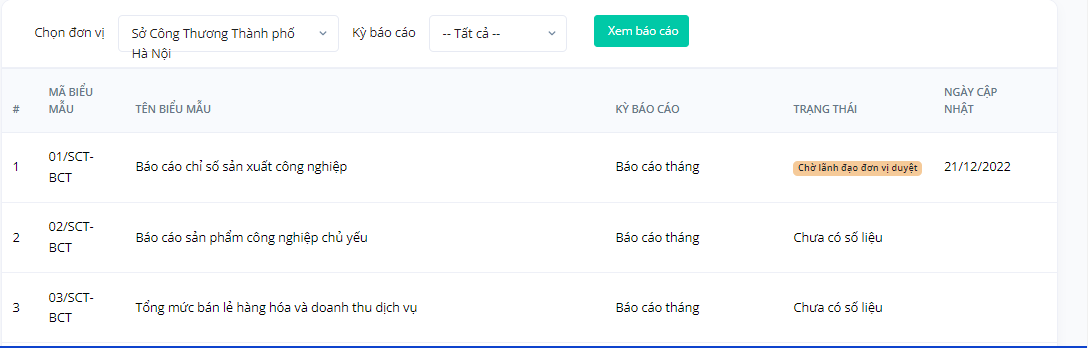 Chọn đơn vị
Sở Công Thương Thành phố
Hà Nội
Kỳ báo cáo
-- Tất cả --
Xem báo cáo
#
MÃ BIỂU
MẪU
TÊN BIỂU MẪU
KỲ BÁO CÁO
TRẠNG THÁI
NGÀY CẬP
NHẬT
1
01/SCT-
BCT
Báo cáo chỉ số sản xuất công nghiệp
Báo cáo tháng
Chờ lãnh đạo đơn vị duyệt
21/12/2022
2
02/SCT-
BCT
Báo cáo sản phẩm công nghiệp chủ yếu
Báo cáo tháng
Chưa có số liệu
3
03/SCT-
BCT
Tổng mức bán lẻ hàng hóa và doanh thu dịch vụ
Báo cáo tháng
Chưa có số liệu